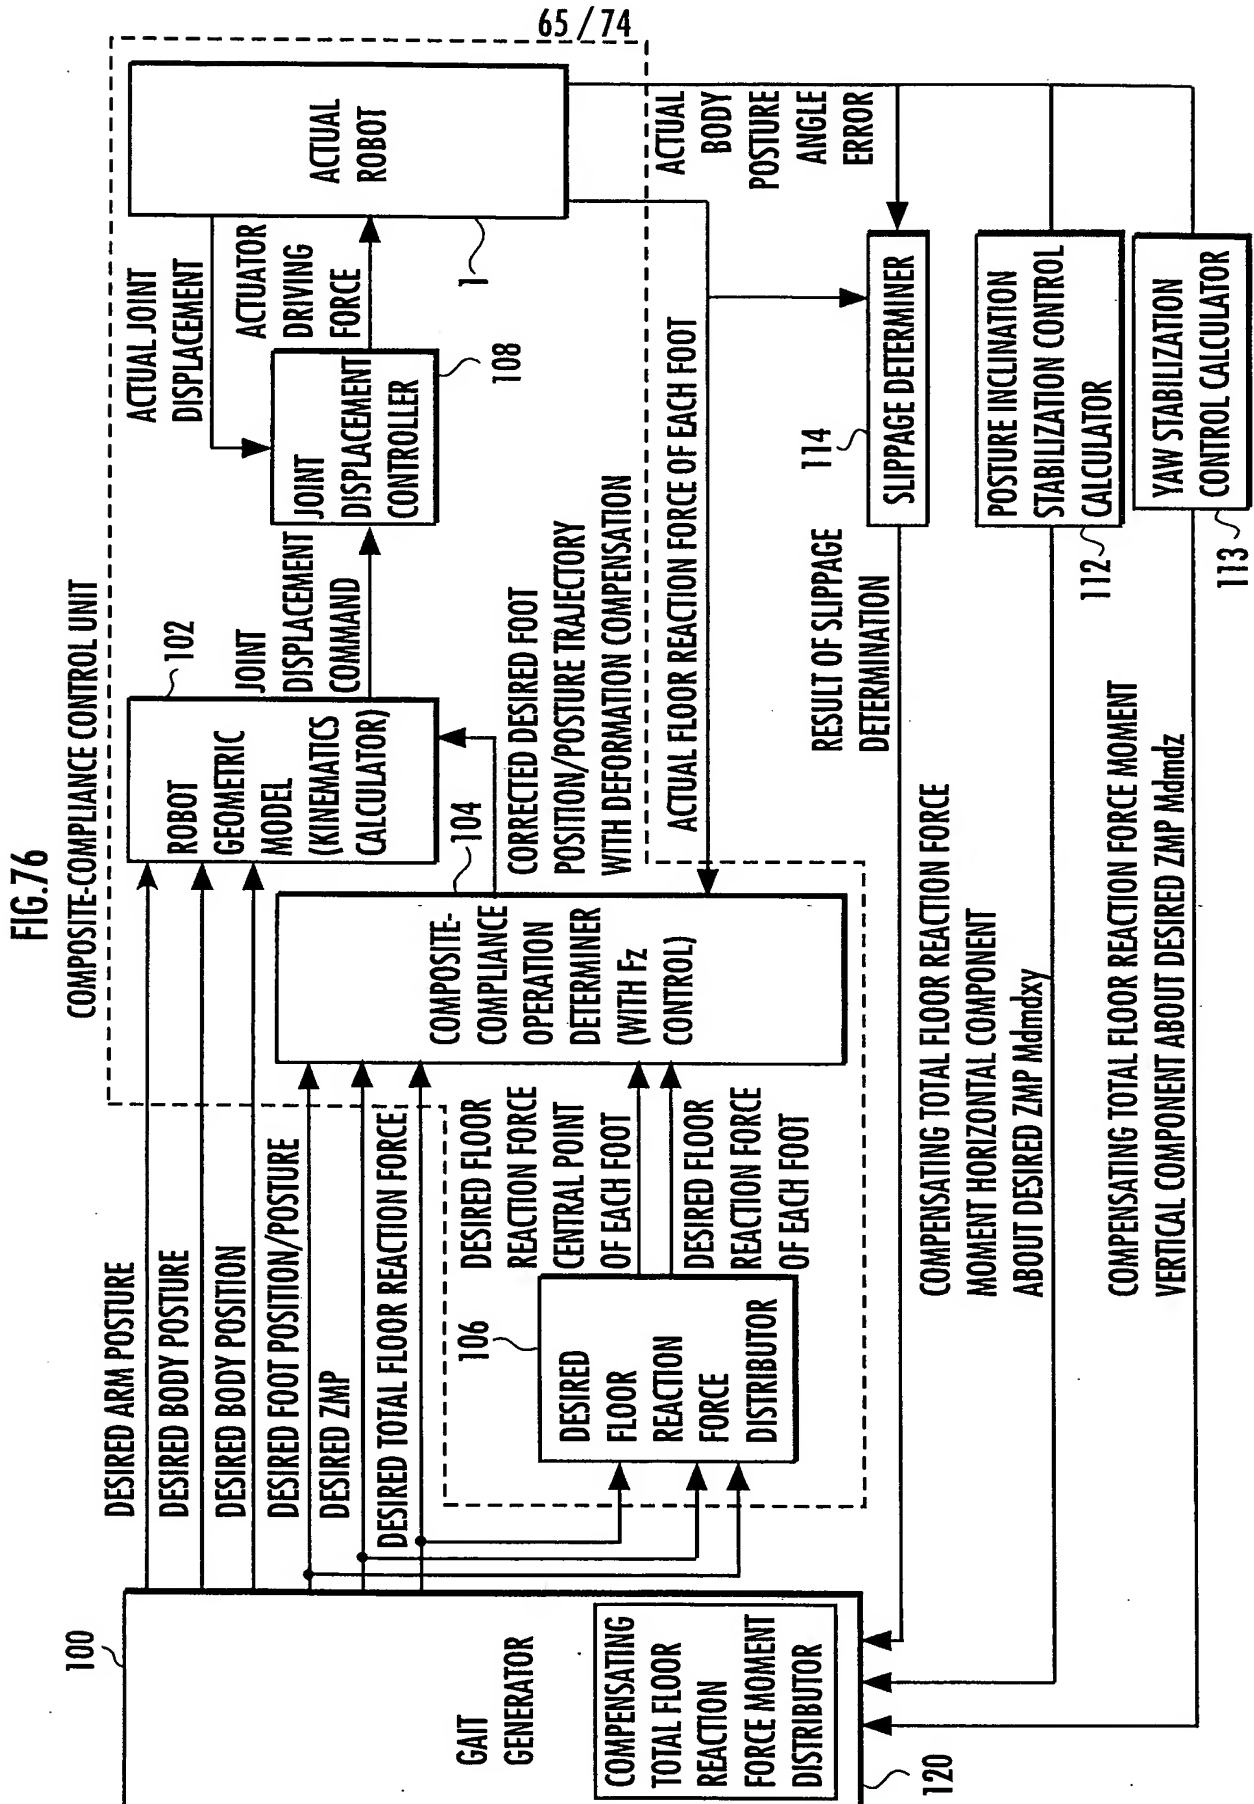 65 / 74
FIG.76
COMPOSITE-COMPLIANCE CONTROL UNIT
100
GAIT
GENERATOR
COMPENSATING
TOTAL FLOOR
REACTION
FORCE MOMENT
DISTRIBUTOR
120
DESIRED ARM POSTURE
DESIRED BODY POSTURE
DESIRED BODY POSITION
DESIRED FOOT POSITION/POSTURE
DESIRED ZMP
DESIRED TOTAL FLOOR REACTION FORCE
106
DESIRED
FLOOR
REACTION
FORCE
DISTRIBUTOR
DESIRED FLOOR
REACTION FORCE
CENTRAL POINT
OF EACH FOOT
DESIRED FLOOR
REACTION FORCE
OF EACH FOOT
COMPOSITE-
COMPLIANCE
OPERATION
DETERMINER
(WITH Fz
CONTROL)
104
102
ROBOT
GEOMETRIC
MODEL
(KINEMATICS
CALCULATOR)
CORRECTED DESIRED FOOT
POSITION/POSTURE TRAJECTORY
WITH DEFORMATION COMPENSATION
JOINT
DISPLACEMENT
COMMAND
JOINT
DISPLACEMENT
CONTROLLER
108
ACTUAL JOINT
DISPLACEMENT
ACTUATOR
DRIVING
FORCE
ACTUAL
ROBOT
1
ACTUAL FLOOR REACTION FORCE OF EACH FOOT
ACTUAL
BODY
POSTURE
ANGLE
ERROR
114
SLIPPAGE DETERMINER
RESULT OF SLIPPAGE
DETERMINATION
POSTURE INCLINATION
STABILIZATION CONTROL
CALCULATOR
112
YAW STABILIZATION
CONTROL CALCULATOR
113
COMPENSATING TOTAL FLOOR REACTION FORCE
MOMENT HORIZONTAL COMPONENT
ABOUT DESIRED ZMP Mdmdxy
COMPENSATING TOTAL FLOOR REACTION FORCE MOMENT
VERTICAL COMPONENT ABOUT DESIRED ZMP Mdmdz